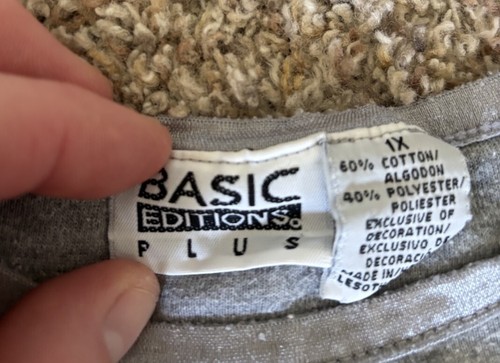 BASIC
EDITIONS.
PLUS
1X
60% COTTON/
ALGODON
40% POLYESTER/
POLIESTER
EXCLUSIVE OF
DECORATION/
EXCLUSIVO DE
MADE IN/